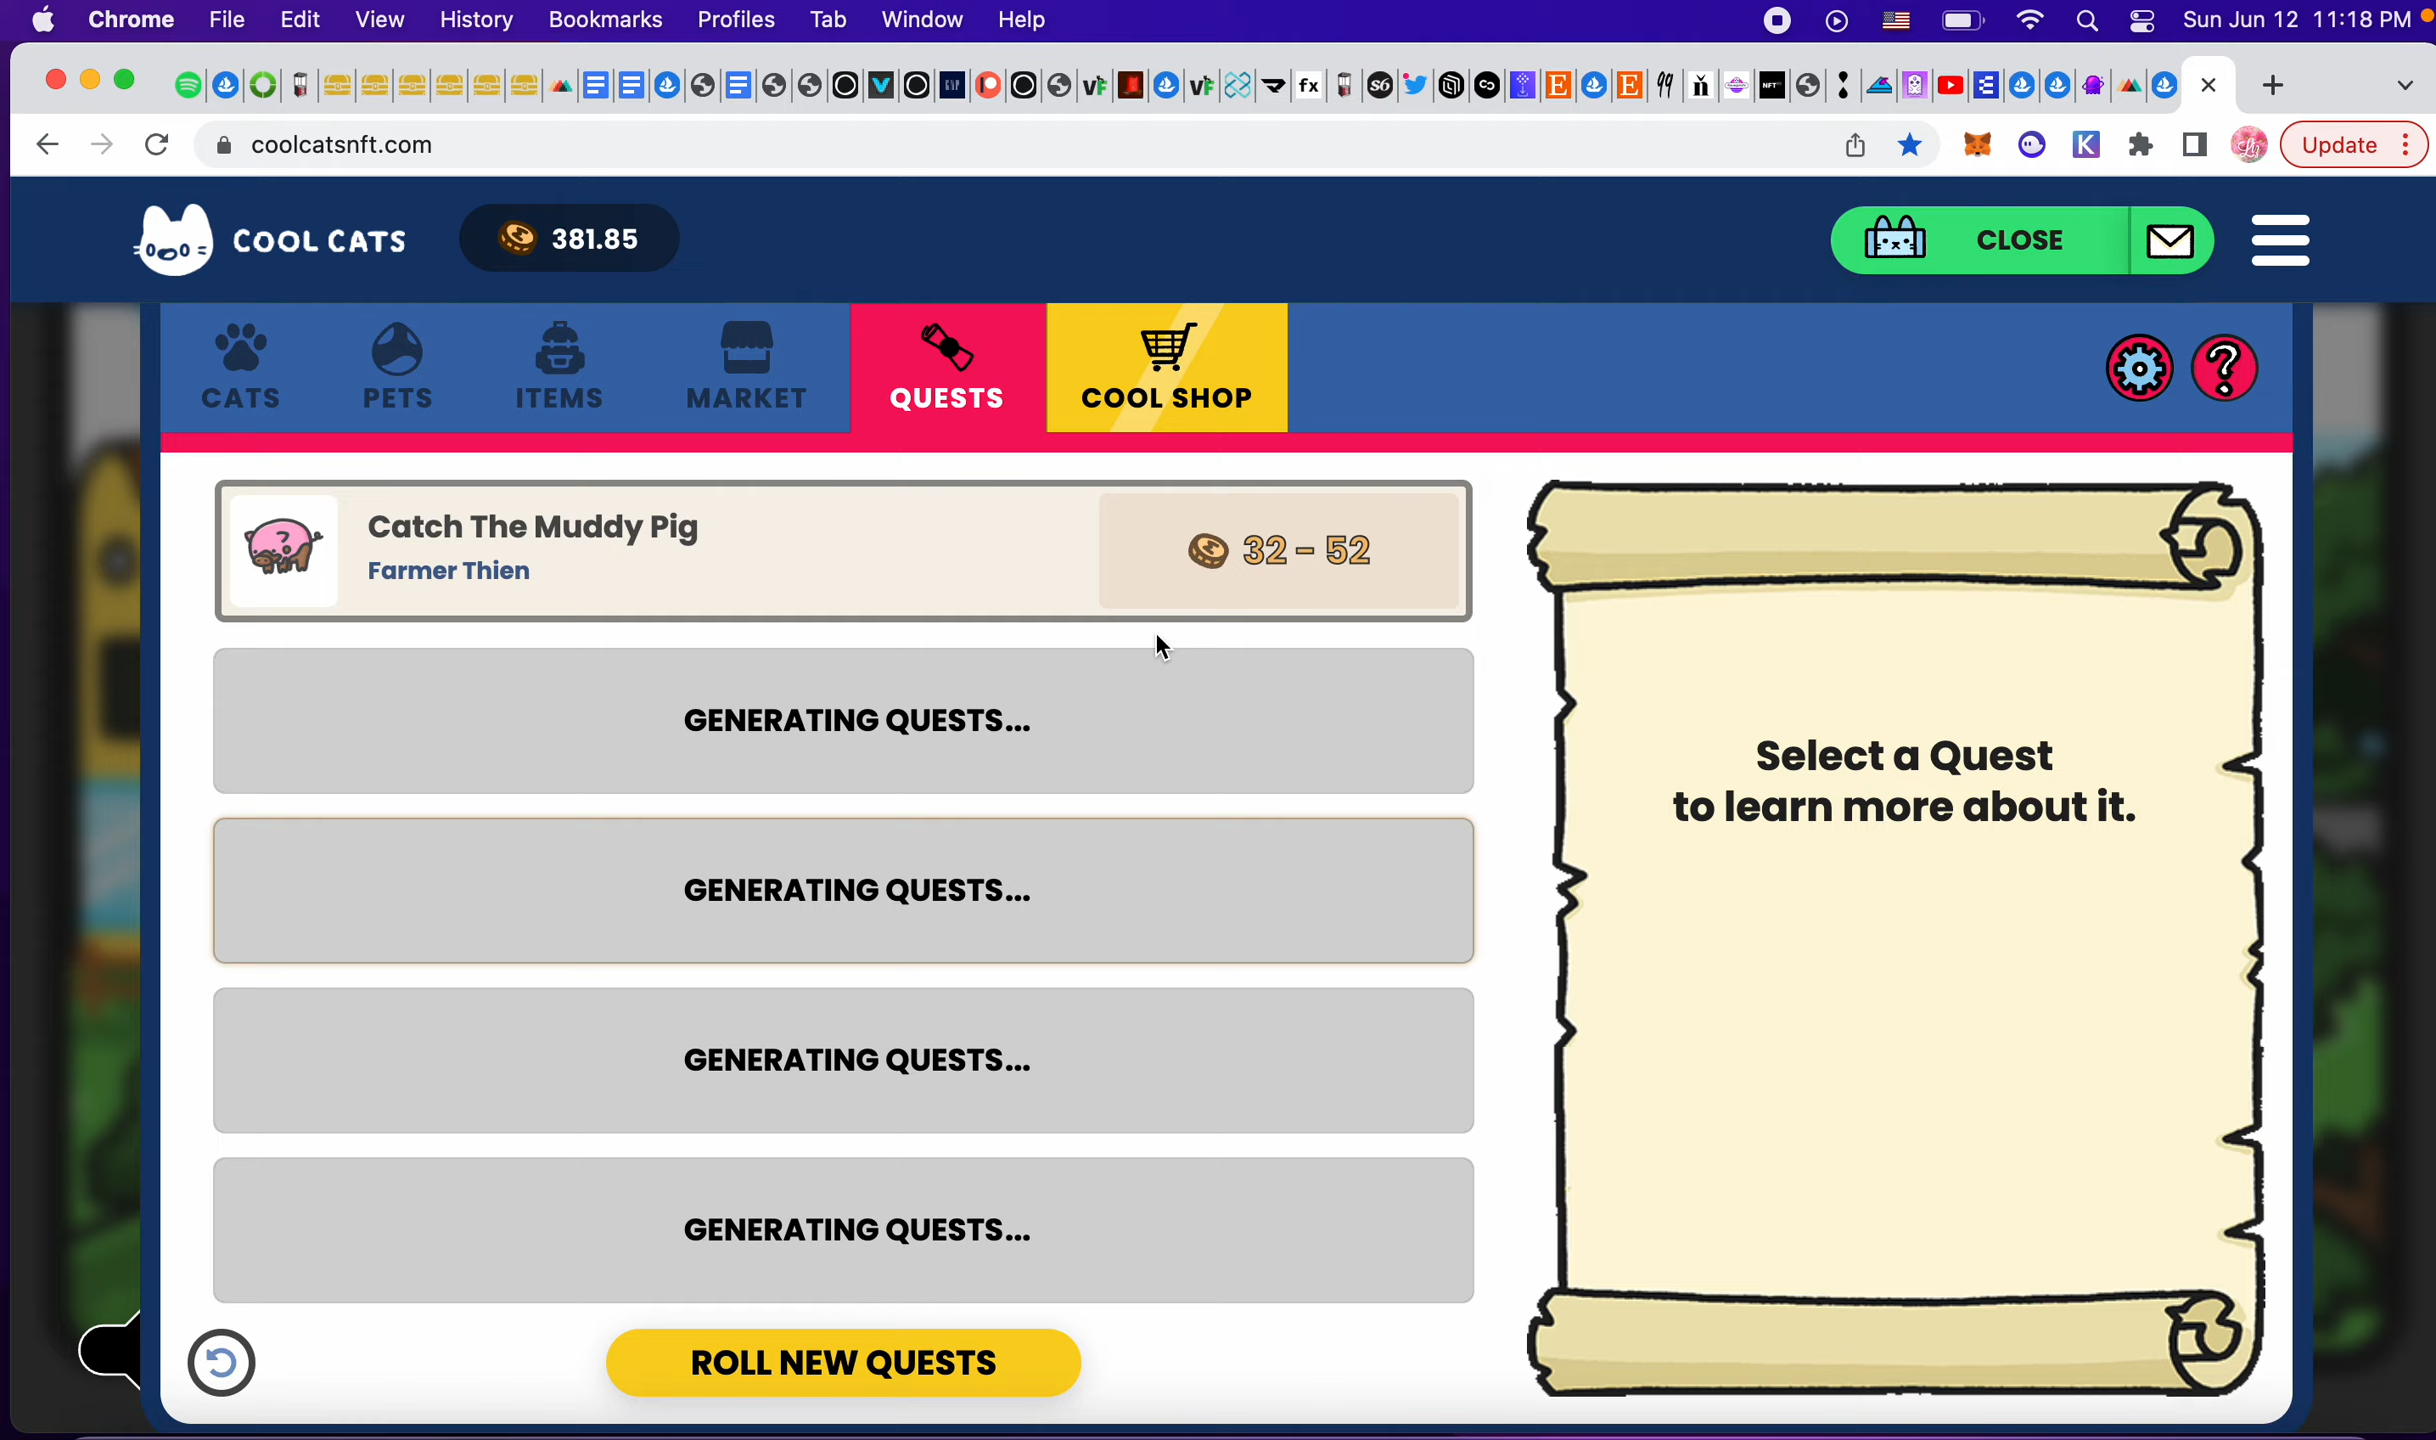 Chrome File Edit View History Bookmarks Profiles Tab Window Help Sun Jun 12 11:18 PM
coolcatsnft.com Update
COOL CATS 381.85 CLOSE
CATS PETS ITEMS MARKET QUESTS COOL SHOP
Catch The Muddy Pig
Farmer Thien
32 - 52
GENERATING QUESTS...
GENERATING QUESTS...
GENERATING QUESTS...
GENERATING QUESTS...
ROLL NEW QUESTS
Select a Quest
to learn more about it.